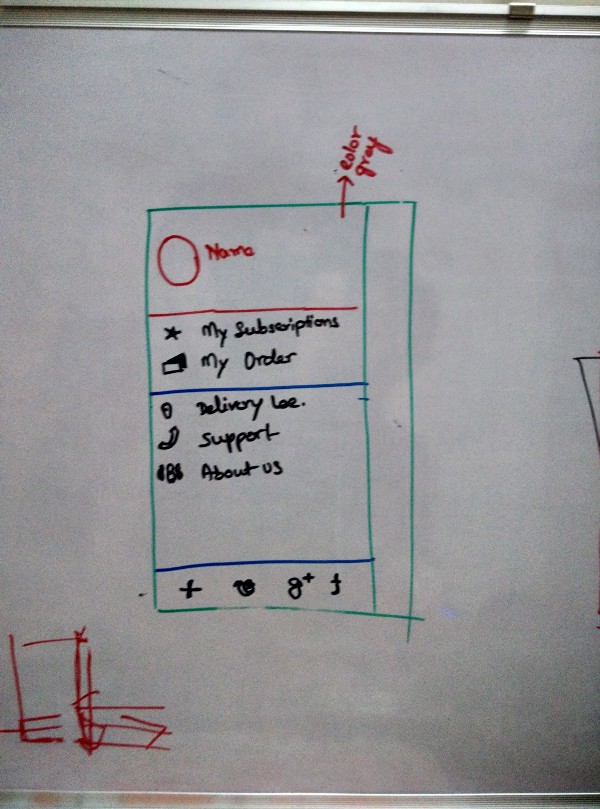 color
gray
Name
My Subscriptions
My Order
Delivery Loc.
Support
About us
g+ f